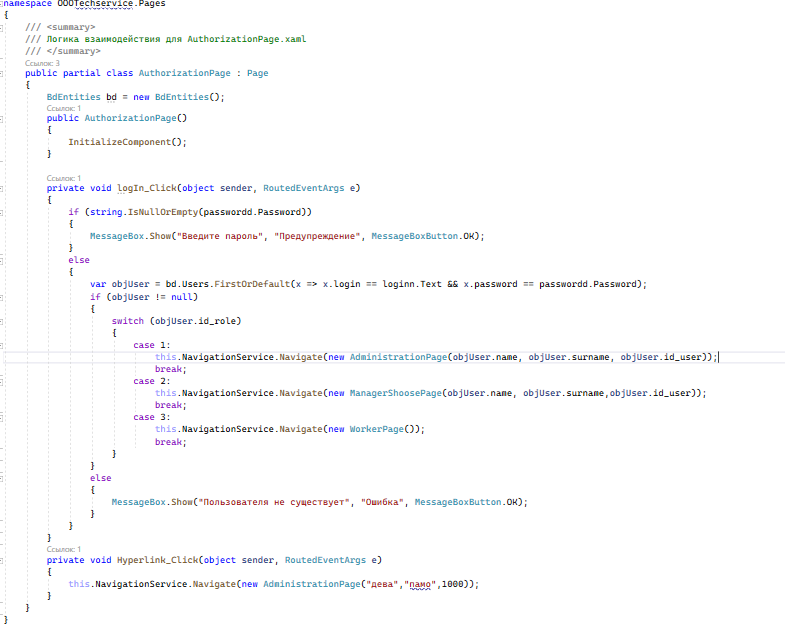 namespace OOOTechservice.Pages
{
/// <summary>
/// Логика взаимодействия для AuthorizationPage.xaml
/// </summary>
Ссылок: 3
public partial class AuthorizationPage : Page
{
BdEntities bd = new BdEntities();
Ссылок: 1
public AuthorizationPage()
{
InitializeComponent();
}
Ссылок: 1
private void logIn_Click(object sender, RoutedEventArgs e)
{
if (string.IsNullOrEmpty(passwordd.Password))
{
MessageBox.Show("Введите пароль", "Предупреждение", MessageBoxButton.OK);
}
else
{
var objUser = bd.Users.FirstOrDefault(x => x.login == loginn.Text && x.password == passwordd.Password);
if (objUser != null)
{
switch (objUser.id_role)
{
case 1:
this.NavigationService.Navigate(new AdministrationPage(objUser.name, objUser.surname, objUser.id_user));
break;
case 2:
this.NavigationService.Navigate(new ManagerShoosePage(objUser.name, objUser.surname,objUser.id_user));
break;
case 3:
this.NavigationService.Navigate(new WorkerPage());
break;
}
}
else
{
MessageBox.Show("Пользователя не существует", "Ошибка", MessageBoxButton.OK);
}
}
}
Ссылок: 1
private void Hyperlink_Click(object sender, RoutedEventArgs e)
{
this.NavigationService.Navigate(new AdministrationPage("дева","памо",1000));
}
}
}